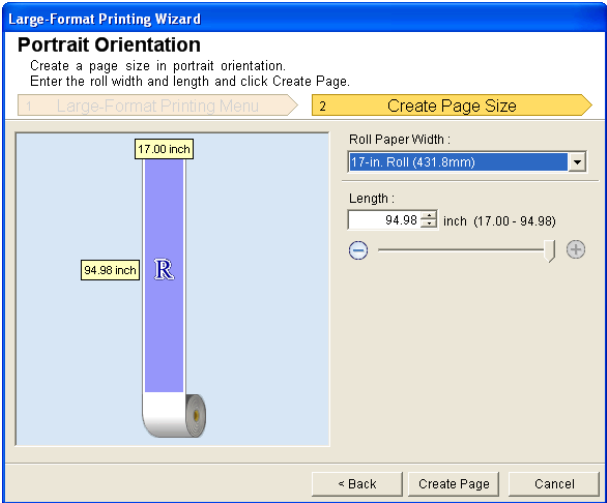 Large-Format Printing Wizard
Portrait Orientation
Create a page size in portrait orientation.
Enter the roll width and length and click Create Page.
1 Large-Format Printing Menu
2 Create Page Size
17.00 inch
94.98 inch
R
Roll Paper Width :
17-in. Roll (431.8mm)
Length :
94.98 inch (17.00 - 94.98)
< Back Create Page Cancel